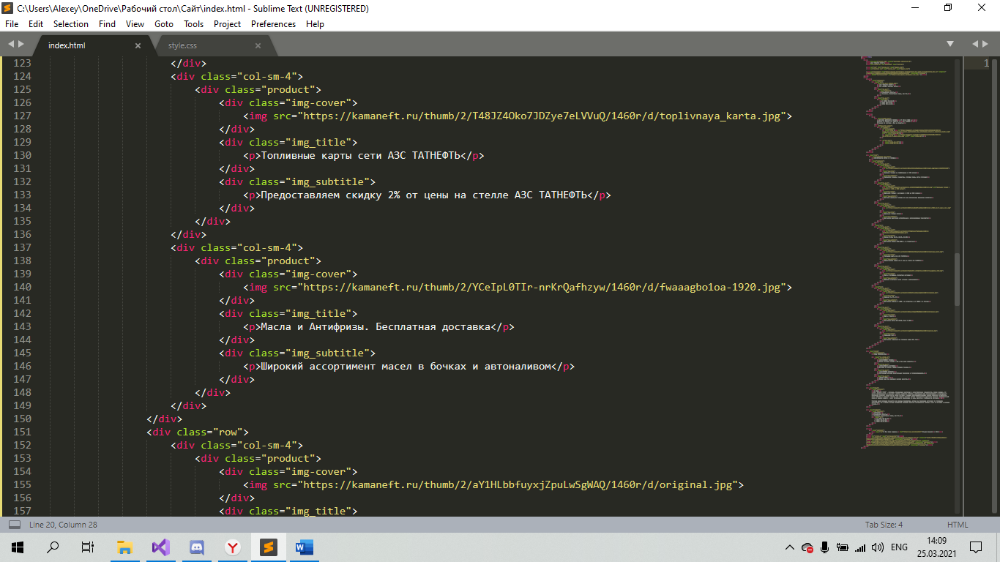 C:\Users\Alexey\OneDrive\Рабочий стол\Сайт\index.html - Sublime Text (UNREGISTERED)
File Edit Selection Find View Goto Tools Project Preferences Help
index.html style.css
123 </div>
124 <div class="col-sm-4">
125 <div class="product">
126 <div class="img-cover">
127 <img src="https://kamaneft.ru/thumb/2/T48JZ4Oko7JDZye7eLVVuQ/1460r/d/toplivnaya_karta.jpg">
128 </div>
129 <div class="img_title">
130 <p>Топливные карты сети АЗС ТАТНЕФТЬ</p>
131 </div>
132 <div class="img_subtitle">
133 <p>Предоставляем скидку 2% от цены на стелле АЗС ТАТНЕФТЬ</p>
134 </div>
135 </div>
136 </div>
137 <div class="col-sm-4">
138 <div class="product">
139 <div class="img-cover">
140 <img src="https://kamaneft.ru/thumb/2/YCeIpL0TIr-nrKrQafhzyw/1460r/d/fwaaagbo1oa-1920.jpg">
141 </div>
142 <div class="img_title">
143 <p>Масла и Антифризы. Бесплатная доставка</p>
144 </div>
145 <div class="img_subtitle">
146 <p>Широкий ассортимент масел в бочках и автоналивом</p>
147 </div>
148 </div>
149 </div>
150 </div>
151 <div class="row">
152 <div class="col-sm-4">
153 <div class="product">
154 <div class="img-cover">
155 <img src="https://kamaneft.ru/thumb/2/aY1HLbbfuyxjZpuLwSgWAQ/1460r/d/original.jpg">
156 </div>
157 <div class="img_title">
1
Line 20, Column 28 Tab Size: 4 HTML
ENG 14:09
25.03.2021